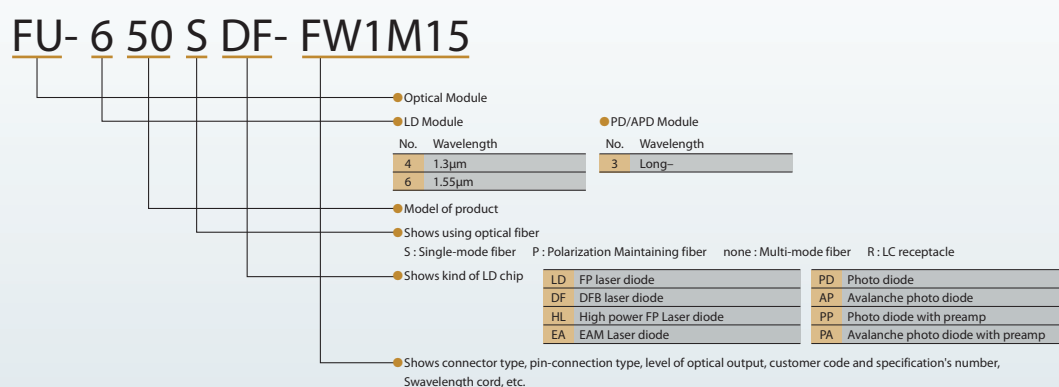 FU- 6 50 S DF- FW1M15
Optical Module
LD Module
No. Wavelength
4 1.3μm
6 1.55μm
PD/APD Module
No. Wavelength
3 Long–
Model of product
Shows using optical fiber
S : Single-mode fiber P : Polarization Maintaining fiber none : Multi-mode fiber R : LC receptacle
Shows kind of LD chip
LD FP laser diode
DF DFB laser diode
HL High power FP Laser diode
EA EAM Laser diode
PD Photo diode
AP Avalanche photo diode
PP Photo diode with preamp
PA Avalanche photo diode with preamp
Shows connector type, pin-connection type, level of optical output, customer code and specification's number,
Swavelength cord, etc.